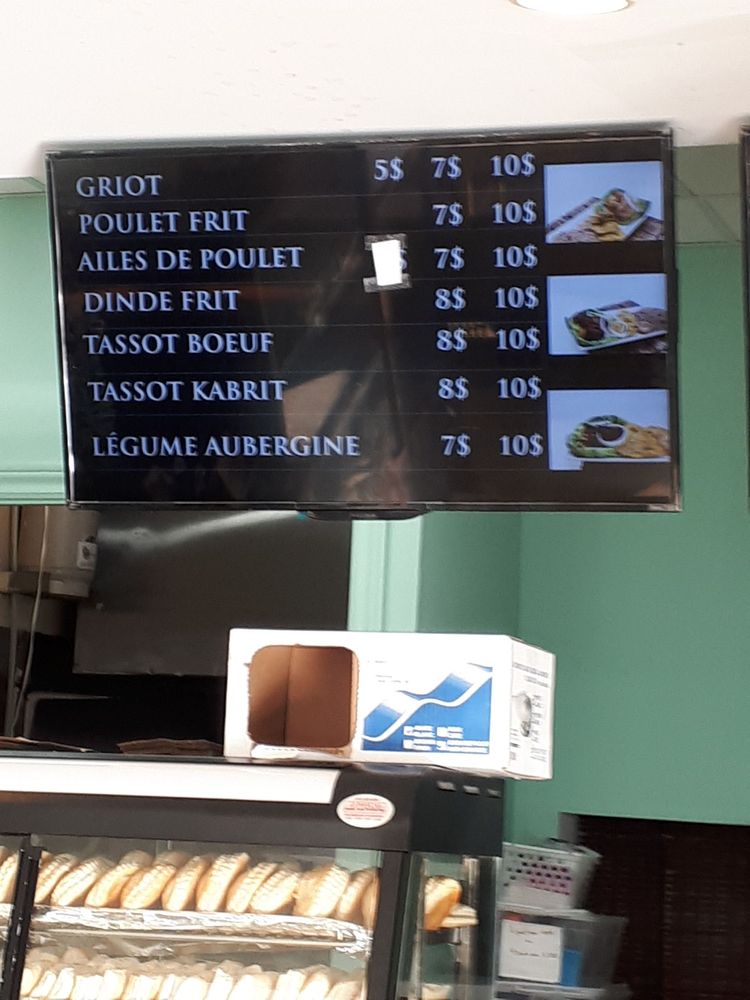 GRIOT 5$ 7$ 10$
POULET FRIT 7$ 10$
AILES DE POULET $ 7$ 10$
DINDE FRIT 8$ 10$
TASSOT BOEUF 8$ 10$
TASSOT KABRIT 8$ 10$
LÉGUME AUBERGINE 7$ 10$